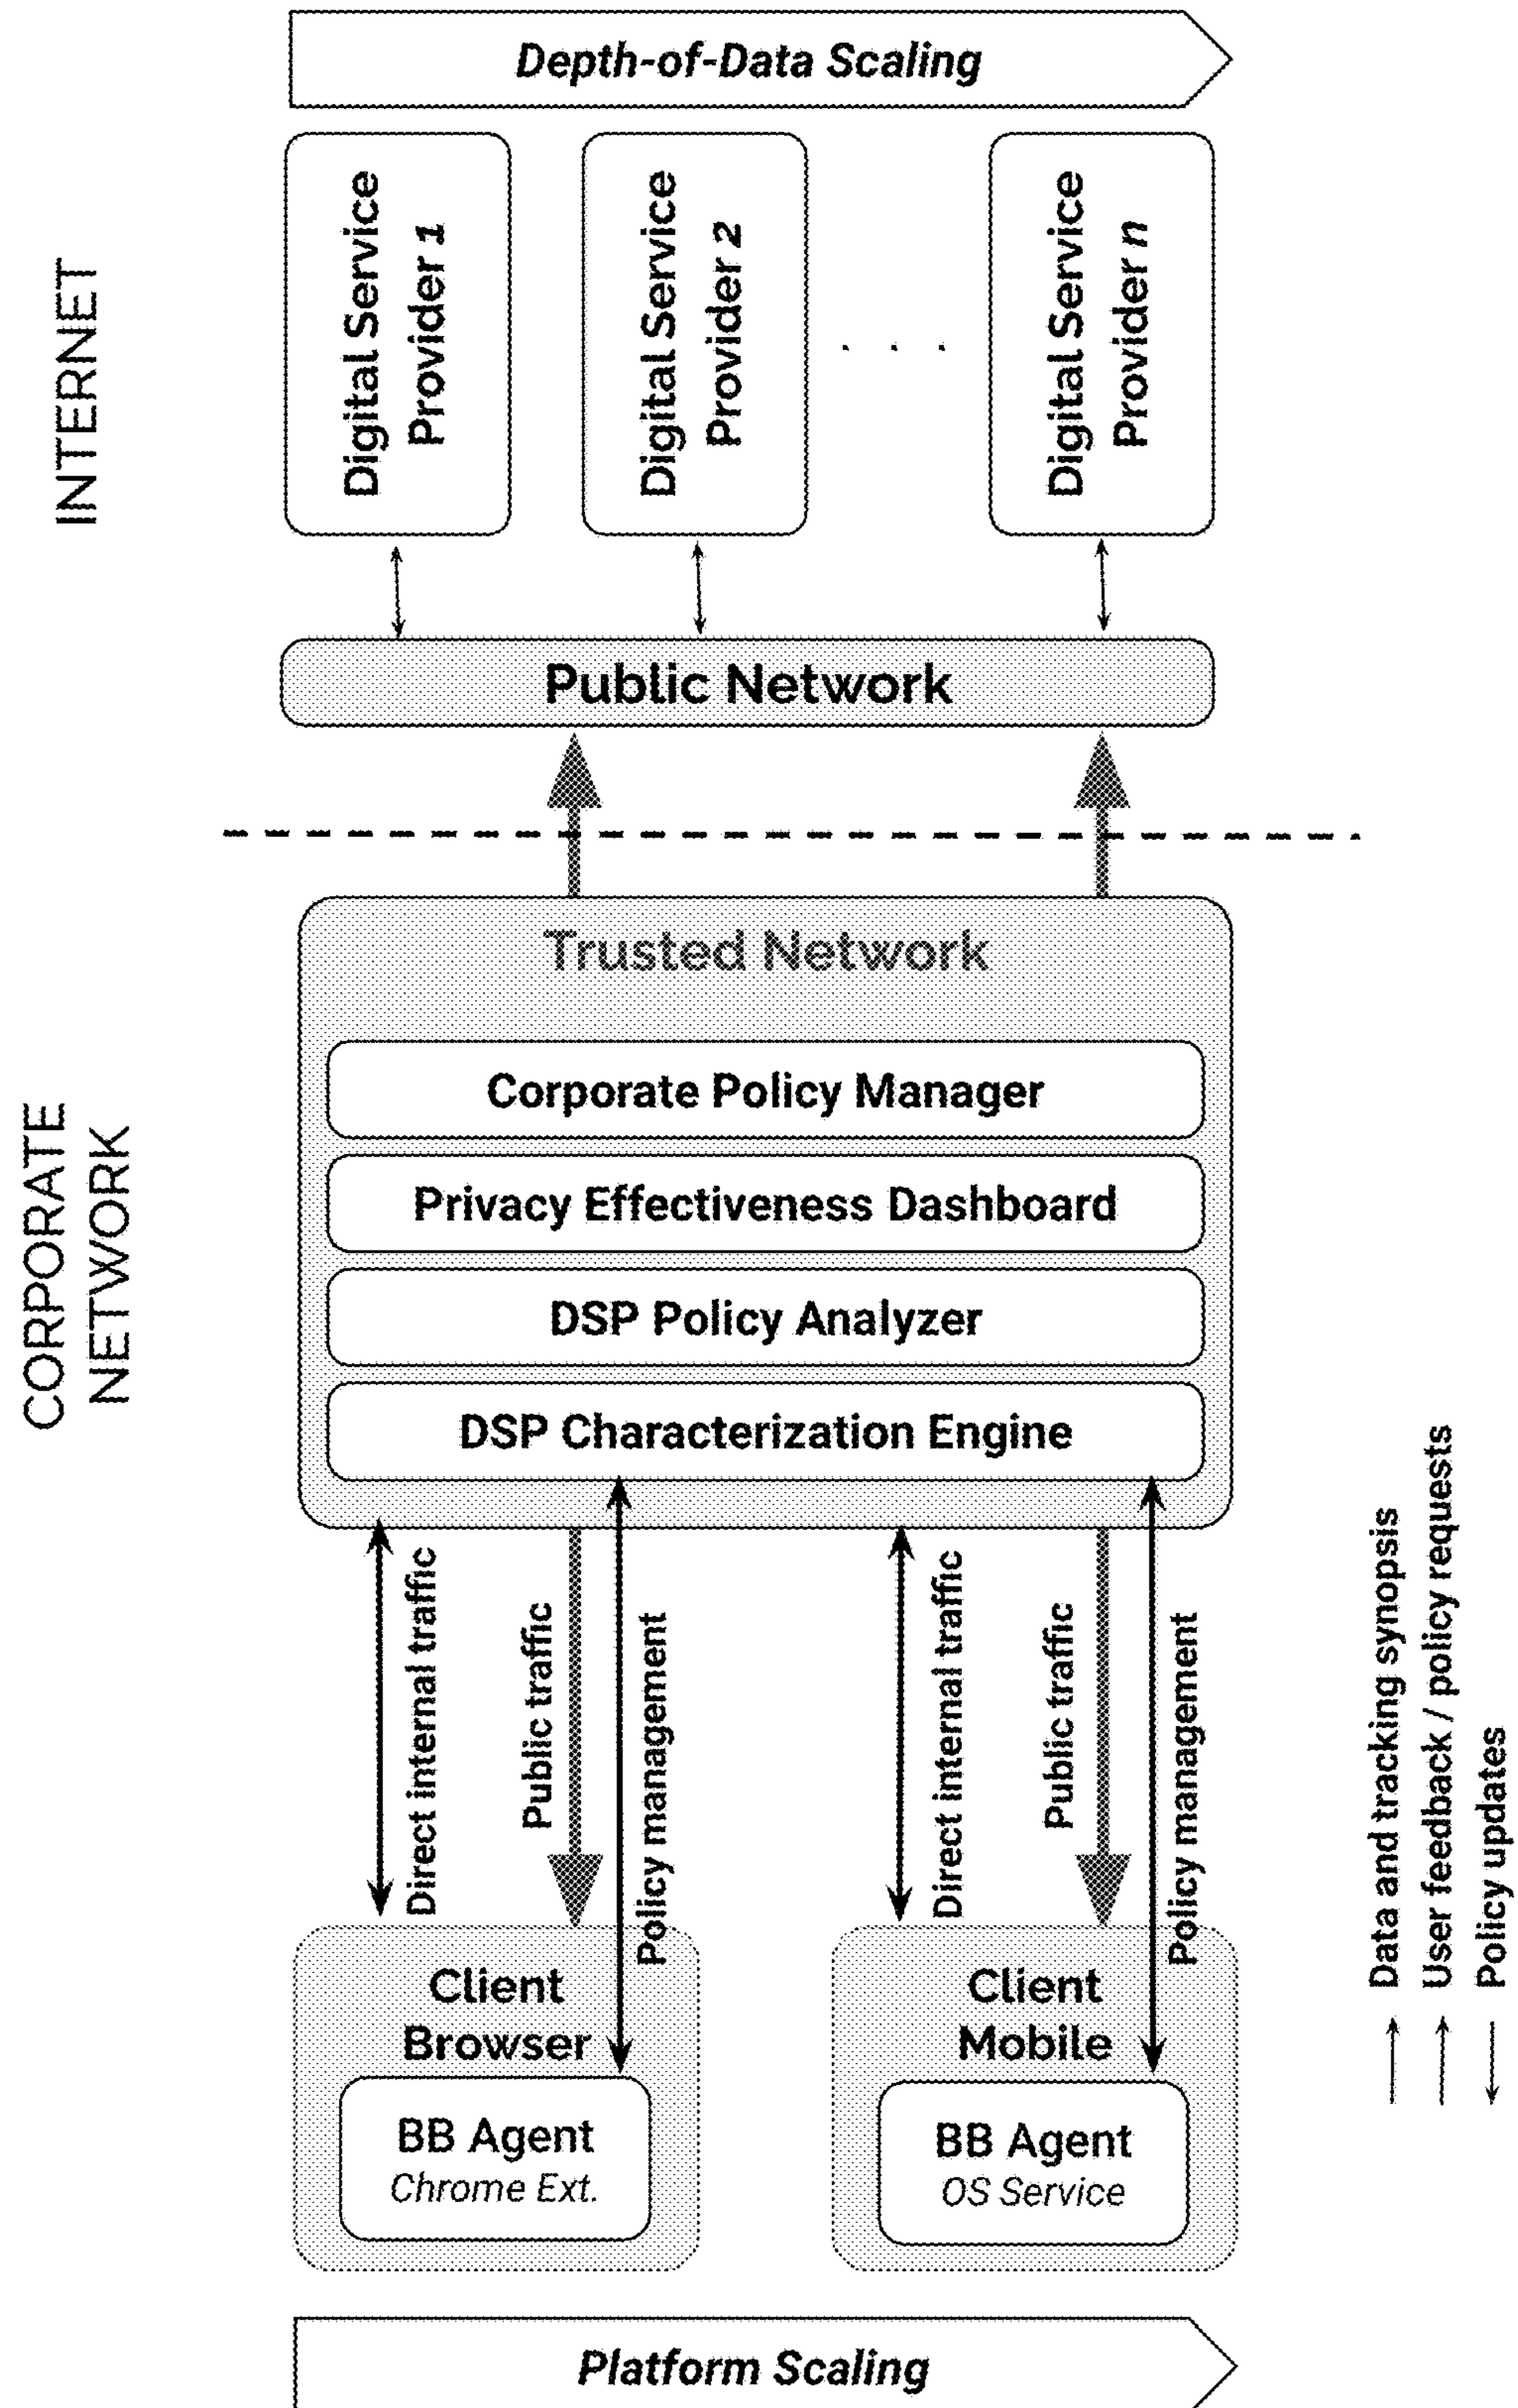 Depth-of-Data Scaling
INTERNET
Digital Service
Provider 1
Digital Service
Provider 2
. . .
Digital Service
Provider n
Public Network
CORPORATE
NETWORK
Trusted Network
Corporate Policy Manager
Privacy Effectiveness Dashboard
DSP Policy Analyzer
DSP Characterization Engine
Direct internal traffic
Public traffic
Policy management
Direct internal traffic
Public traffic
Policy management
Client
Browser
BB Agent
Chrome Ext.
Client
Mobile
BB Agent
OS Service
Data and tracking synopsis
User feedback / policy requests
Policy updates
Platform Scaling